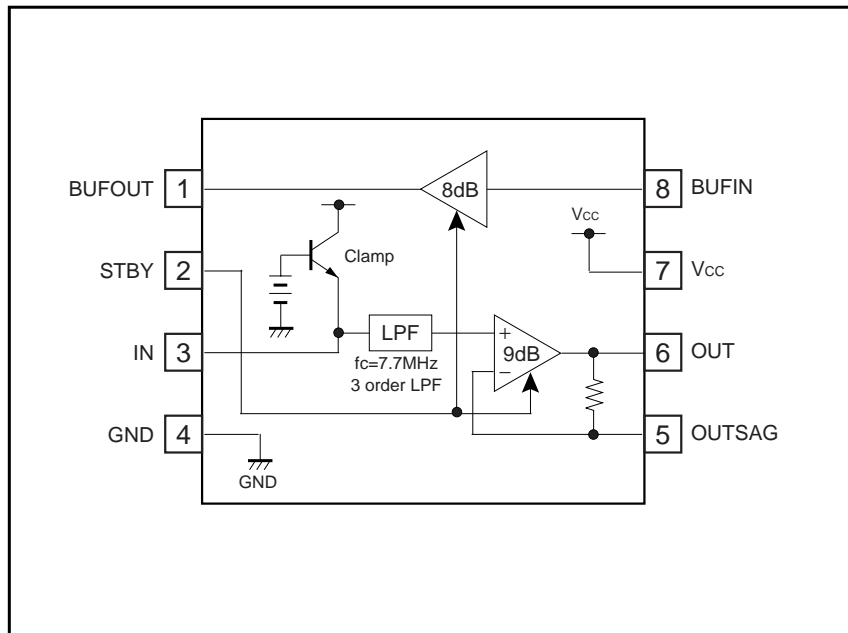 BUFOUT 1
8dB
8 BUFIN
Vcc
Clamp
STBY 2
7 Vcc
IN 3
LPF
fc=7.7MHz
3 order LPF
+
9dB
−
6 OUT
GND 4
GND
5 OUTSAG